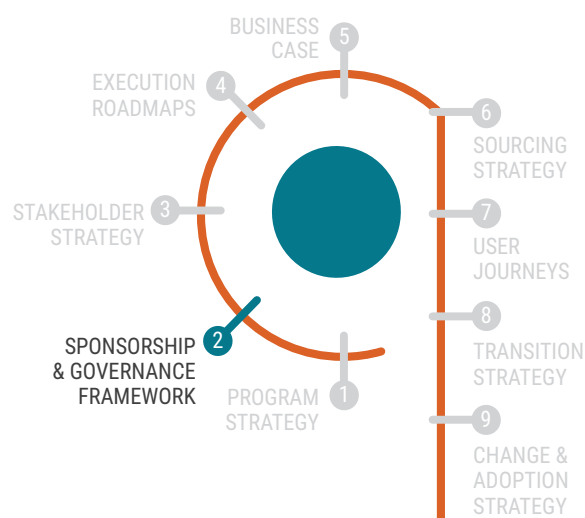 BUSINESS
CASE
5
EXECUTION
ROADMAPS
4
6
SOURCING
STRATEGY
STAKEHOLDER
STRATEGY
3
7
USER
JOURNEYS
2
SPONSORSHIP
& GOVERNANCE
FRAMEWORK
8
TRANSITION
STRATEGY
1
PROGRAM
STRATEGY
9
CHANGE &
ADOPTION
STRATEGY